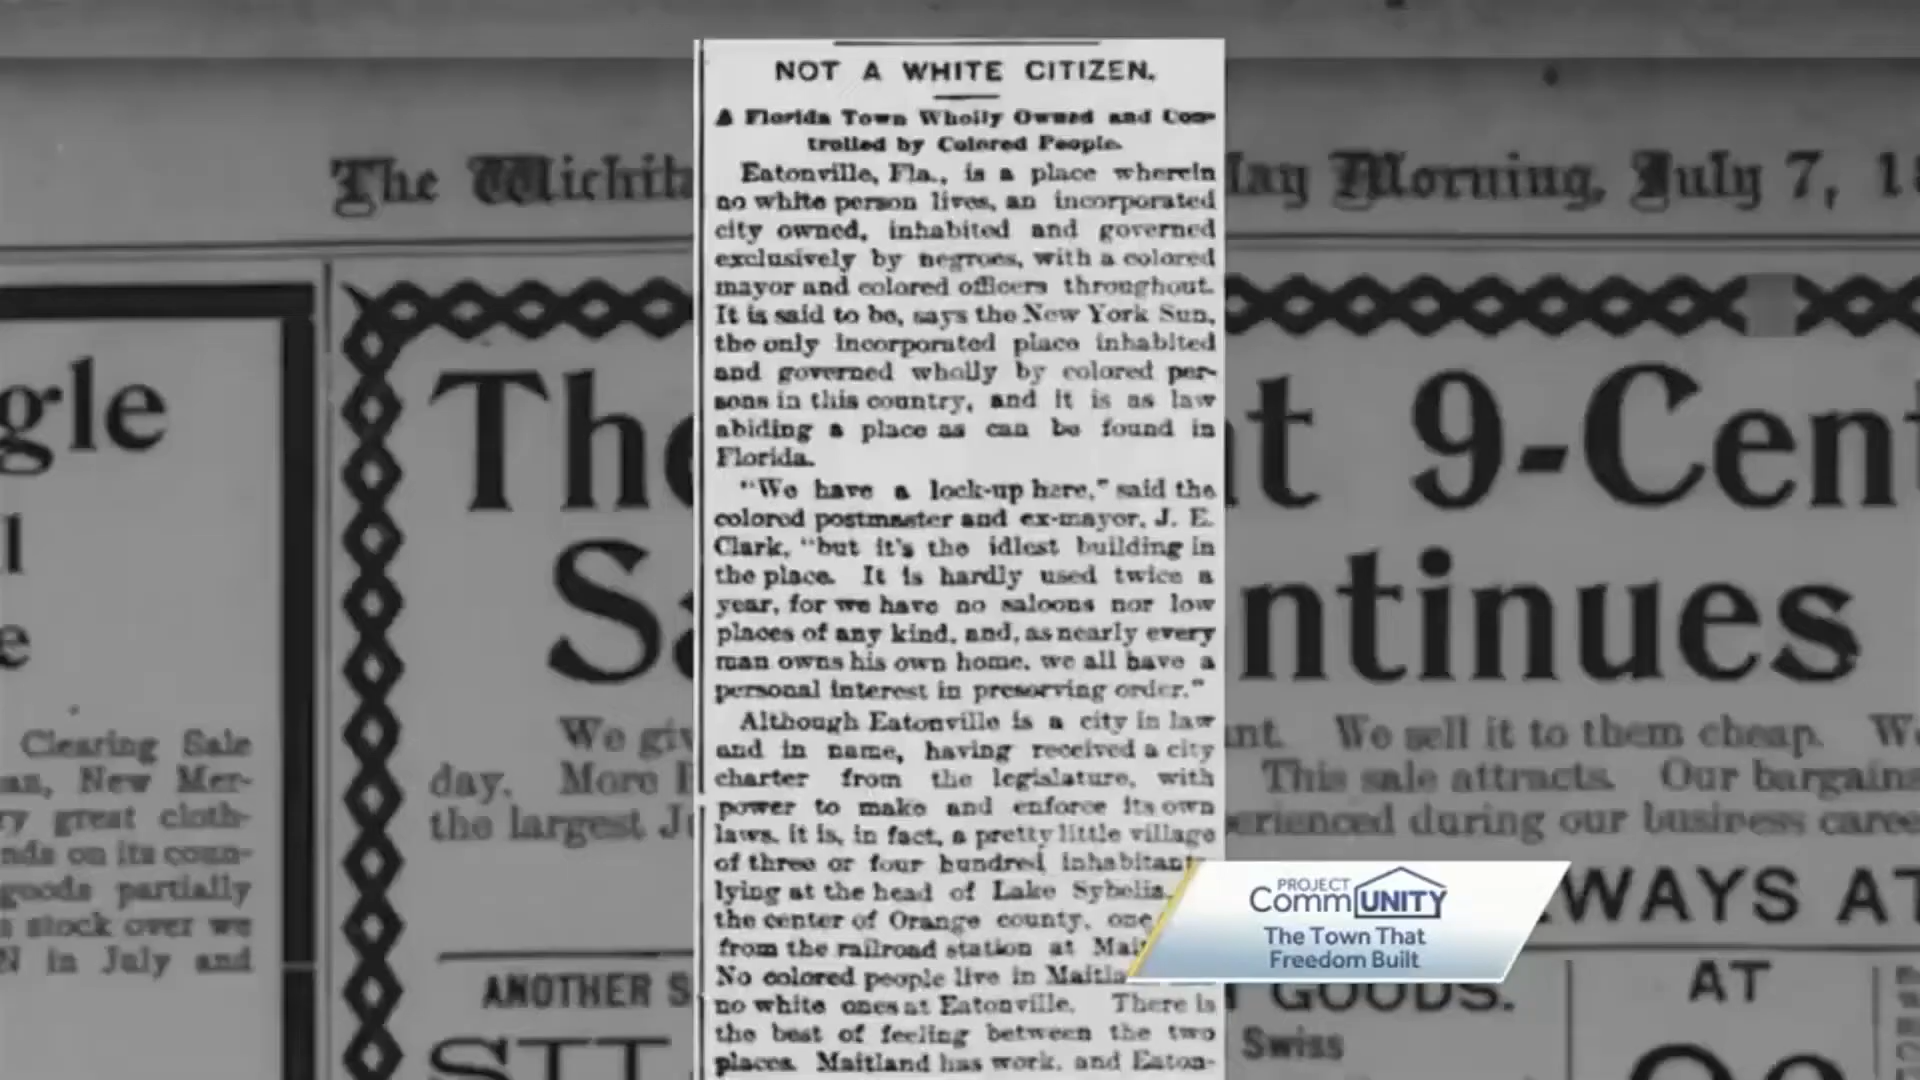 NOT A WHITE CITIZEN.
A Florida Town Wholly Owned and Con-
trolled by Colored People.
Eatonville, Fla., is a place wherein
no white person lives, an incorporated
city owned, inhabited and governed
exclusively by negroes, with a colored
mayor and colored officers throughout.
It is said to be, says the New York Sun,
the only incorporated place inhabited
and governed wholly by colored per-
sons in this country, and it is as law
abiding a place as can be found in
Florida.
"We have a lock-up here," said the
colored postmaster and ex-mayor, J. E.
Clark, "but it's the idlest building in
the place. It is hardly used twice a
year, for we have no saloons nor low
places of any kind, and, as nearly every
man owns his own home, we all have a
personal interest in preserving order."
Although Eatonville is a city in law
and in name, having received a city
charter from the legislature, with
power to make and enforce its own
laws, it is, in fact, a pretty little village
of three or four hundred inhabitants
lying at the head of Lake Sybelia,
the center of Orange county, one
from the railroad station at
No colored people live in
no white ones at Eatonville. There is
the best of feeling between the two
places. Maitland has work, and Eaton-
The
Morning, July 7,
gle
9-Cent
ntinues
Clearing Sale
New Mer-
great cloth-
on its coun-
goods partially
stock over we
in July and
We
day. More
the largest
We sell it to them cheap.
This sale attracts. Our bargains
during our business
WAYS AT
ANOTHER
GOODS.
Swiss
AT
PROJECT
CommUNITY
The Town That
Freedom Built